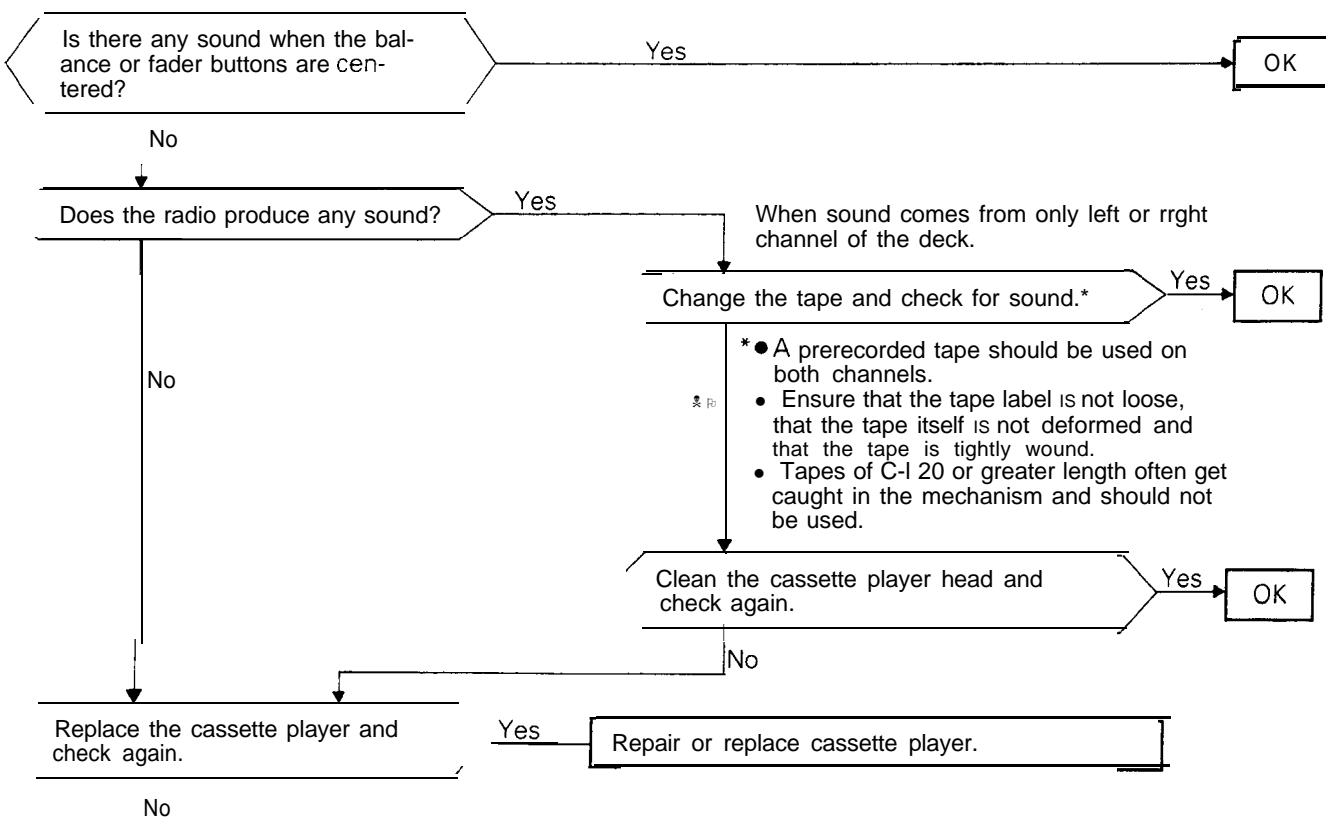 Is there any sound when the bal-
ance or fader buttons are cen-
tered?
Yes
OK
No
Does the radio produce any sound?
Yes
When sound comes from only left or rrght
channel of the deck.
Change the tape and check for sound.*
Yes
OK
No
*● A prerecorded tape should be used on
both channels.
● Ensure that the tape label is not loose,
that the tape itself is not deformed and
that the tape is tightly wound.
● Tapes of C-I 20 or greater length often get
caught in the mechanism and should not
be used.
Clean the cassette player head and
check again.
Yes
OK
No
Replace the cassette player and
check again.
Yes
Repair or replace cassette player.
No